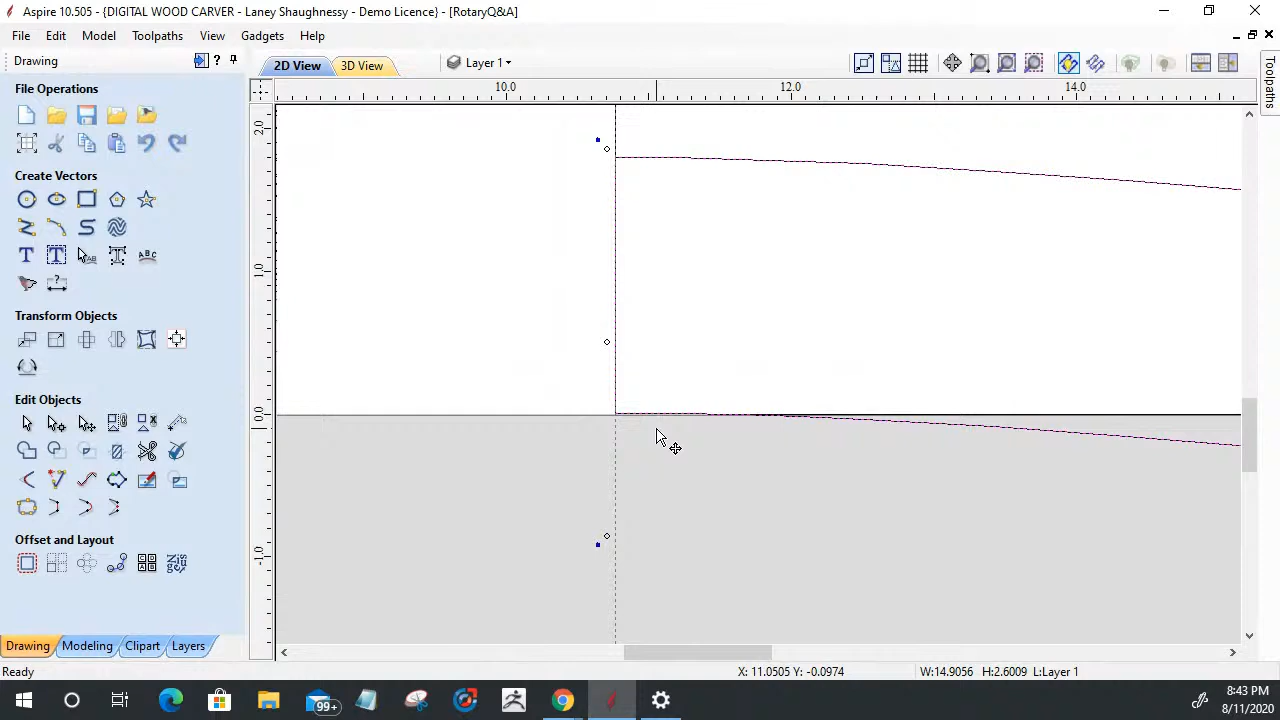 Aspire 10.505 - {DIGITAL WOOD CARVER - Laney Shaughnessy - Demo Licence} - [RotaryQ&A]
File Edit Model Toolpaths View Gadgets Help
Drawing
2D View 3D View Layer 1
Toolpaths
File Operations
10.0 12.0 14.0
2.0
1.0
0.0
-1.0
Create Vectors
T T AB T ABC
Transform Objects
Edit Objects
Offset and Layout
Drawing Modeling Clipart Layers
Ready X: 11.0505 Y: -0.0974 W:14.9056 H:2.6009 L:Layer 1
99+
8:43 PM
8/11/2020